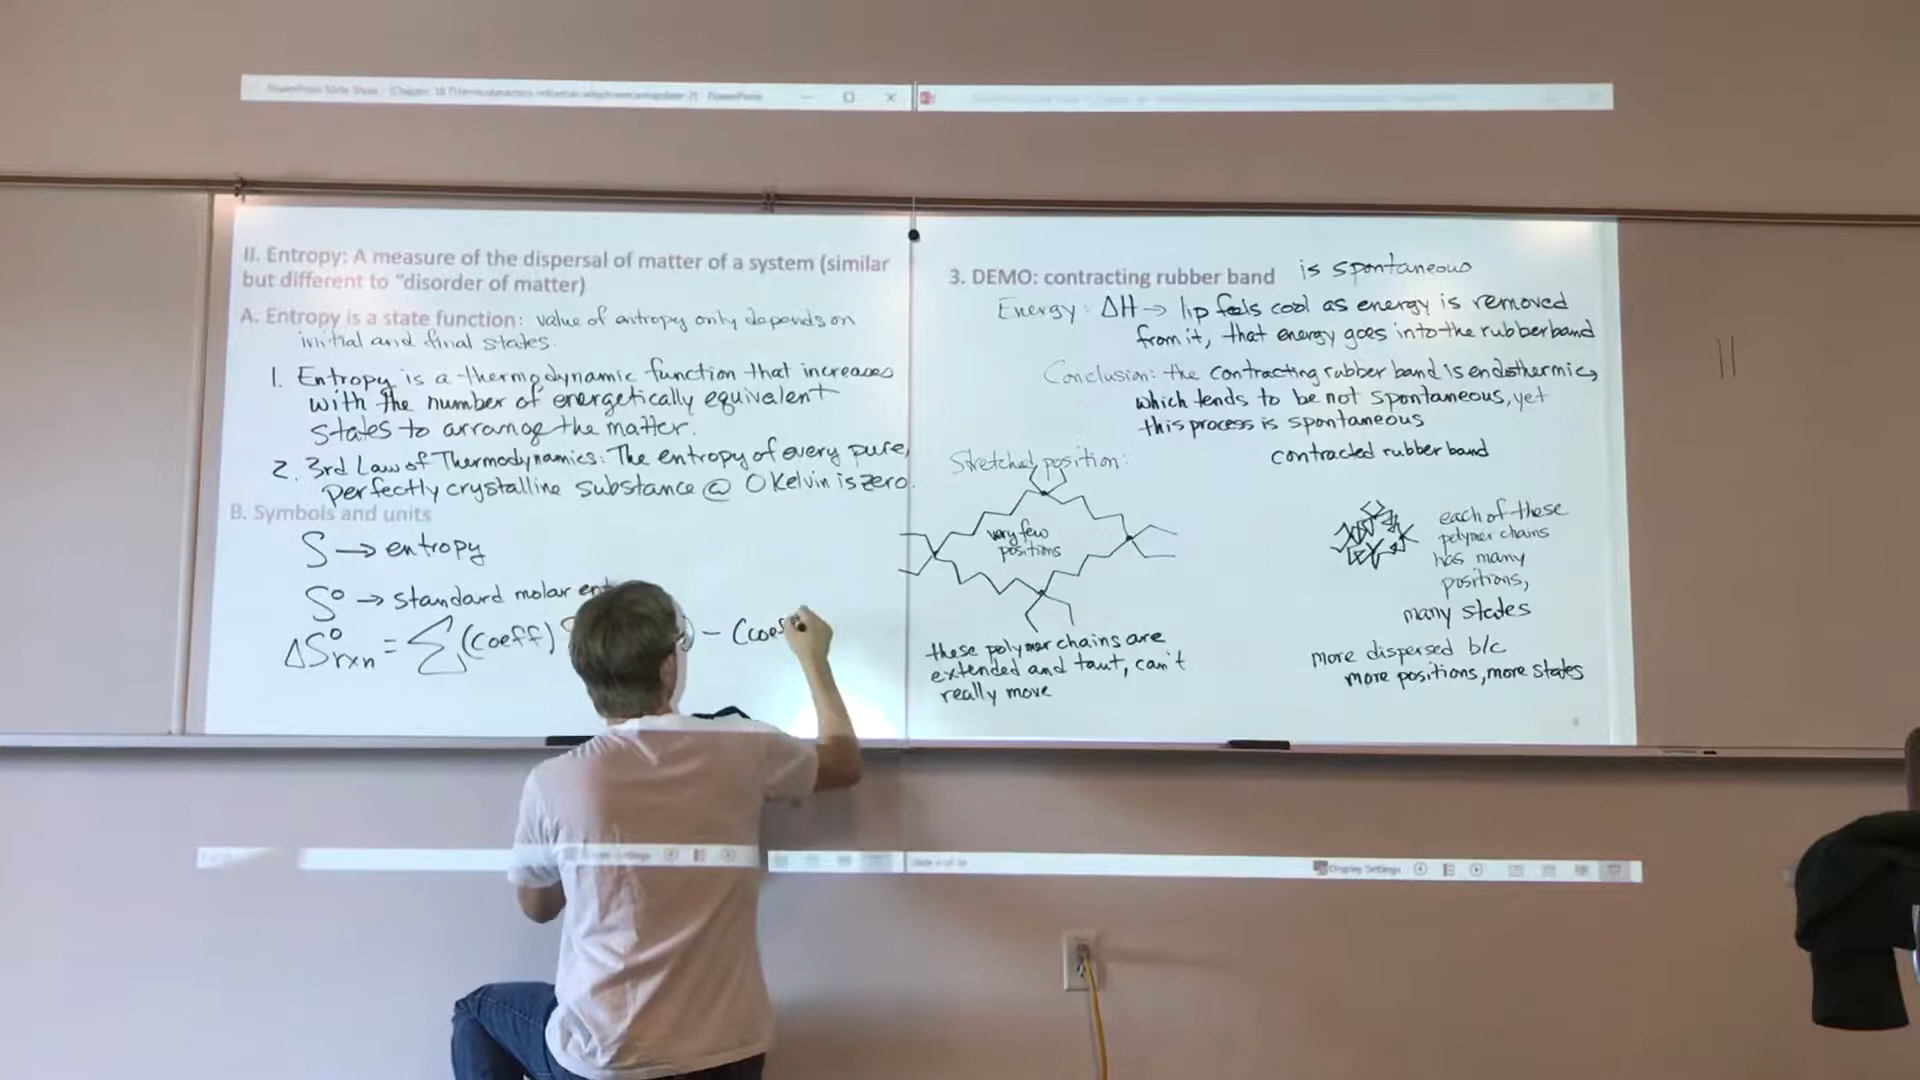 II. Entropy: A measure of the dispersal of matter of a system (similar
but different to “disorder of matter)
A. Entropy is a state function: value of entropy only depends on
initial and final states.
1. Entropy is a thermodynamic function that increases
with the number of energetically equivalent
states to arrange the matter.
2. 3rd Law of Thermodynamics: The entropy of every pure,
perfectly crystalline substance @ 0 Kelvin is zero.
B. Symbols and units
S → entropy
S° → standard molar ent
ΔS°rxn = Σ(coeff) – (coef
3. DEMO: contracting rubber band is spontaneous
Energy: ΔH → lip feels cool as energy is removed
from it, that energy goes into the rubberband
Conclusion: the contracting rubber band is endothermic,
which tends to be not spontaneous, yet
this process is spontaneous
Stretched position:
very few
positions
these polymer chains are
extended and taut, can't
really move
contracted rubber band
each of these
polymer chains
has many
positions,
many states
more dispersed b/c
more positions, more states
11
Display Settings